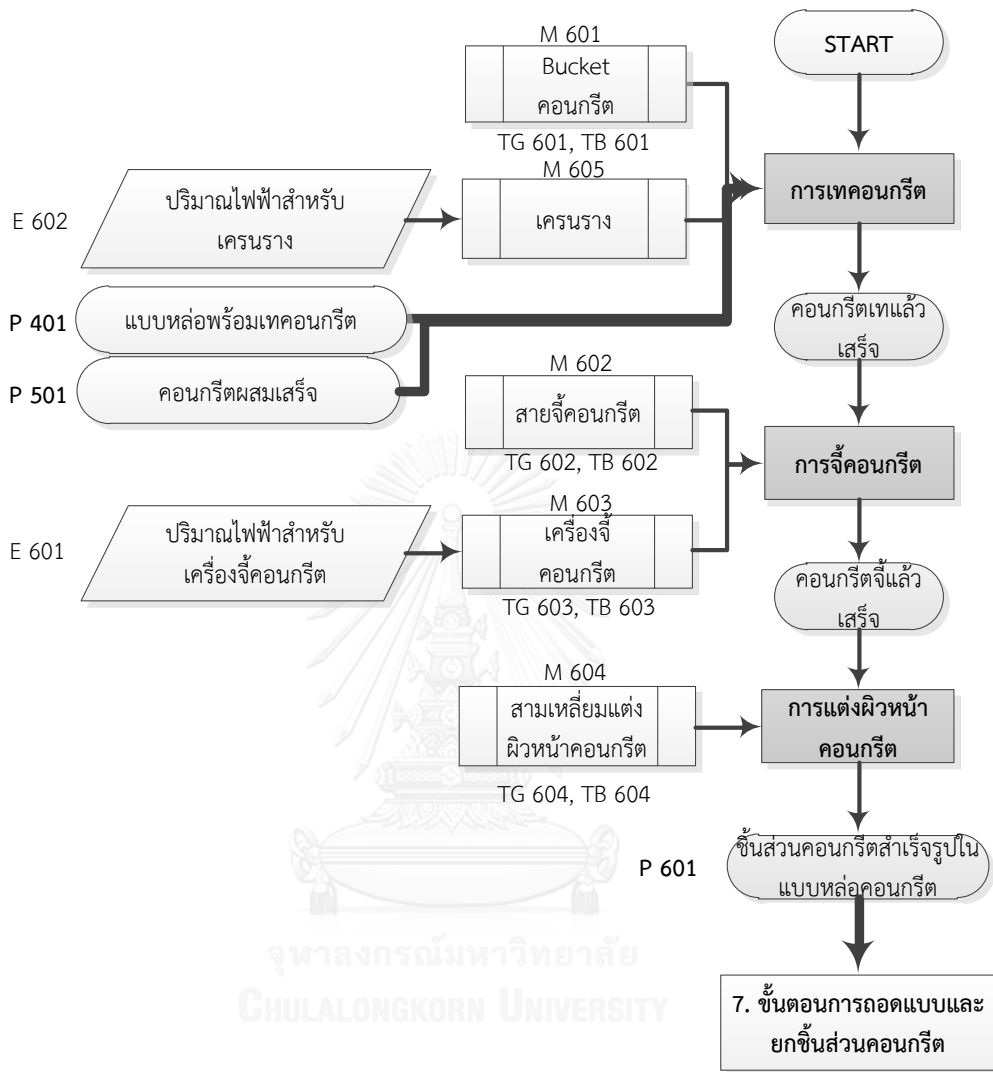 M 601
START
Bucket
คอนกรีต
TG 601, TB 601
M 605
E 602
ปริมาณไฟฟ้าสำหรับ
เครนราง
เครนราง
การเทคอนกรีต
P 401
แบบหล่อพร้อมเทคอนกรีต
คอนกรีตเทแล้ว
เสร็จ
P 501
คอนกรีตผสมเสร็จ
M 602
สายจี้คอนกรีต
TG 602, TB 602
การจี้คอนกรีต
M 603
E 601
ปริมาณไฟฟ้าสำหรับ
เครื่องจี้คอนกรีต
เครื่องจี้
คอนกรีต
TG 603, TB 603
คอนกรีตจี้แล้ว
เสร็จ
M 604
สามเหลี่ยมแต่ง
ผิวหน้าคอนกรีต
TG 604, TB 604
การแต่งผิวหน้า
คอนกรีต
P 601
ชิ้นส่วนคอนกรีตสำเร็จรูปใน
แบบหล่อคอนกรีต
จุฬาลงกรณ์มหาวิทยาลัย
CHULALONGKORN UNIVERSITY
7. ขั้นตอนการถอดแบบและ
ยกชิ้นส่วนคอนกรีต